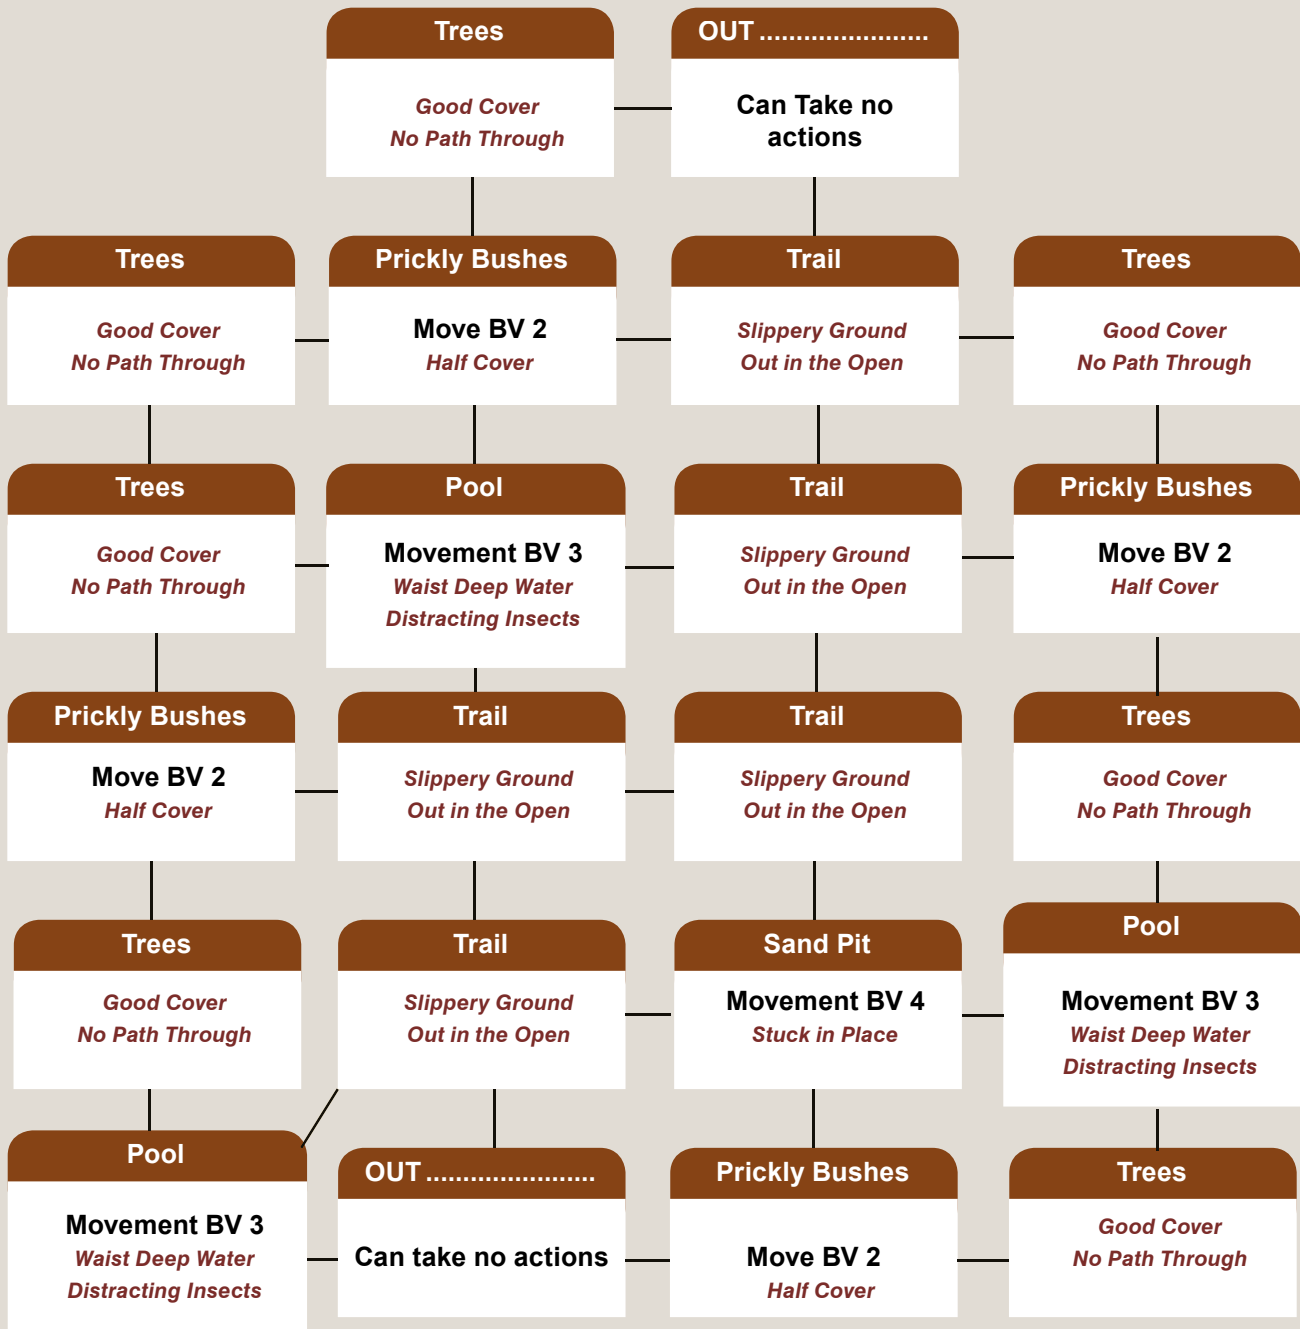 Trees
Good Cover
No Path Through
OUT .......................
Can Take no
actions
Trees
Good Cover
No Path Through
Prickly Bushes
Move BV 2
Half Cover
Trail
Slippery Ground
Out in the Open
Trees
Good Cover
No Path Through
Trees
Good Cover
No Path Through
Pool
Movement BV 3
Waist Deep Water
Distracting Insects
Trail
Slippery Ground
Out in the Open
Prickly Bushes
Move BV 2
Half Cover
Prickly Bushes
Move BV 2
Half Cover
Trail
Slippery Ground
Out in the Open
Trail
Slippery Ground
Out in the Open
Trees
Good Cover
No Path Through
Trees
Good Cover
No Path Through
Trail
Slippery Ground
Out in the Open
Sand Pit
Movement BV 4
Stuck in Place
Pool
Movement BV 3
Waist Deep Water
Distracting Insects
Pool
Movement BV 3
Waist Deep Water
Distracting Insects
OUT .......................
Can take no actions
Prickly Bushes
Move BV 2
Half Cover
Trees
Good Cover
No Path Through